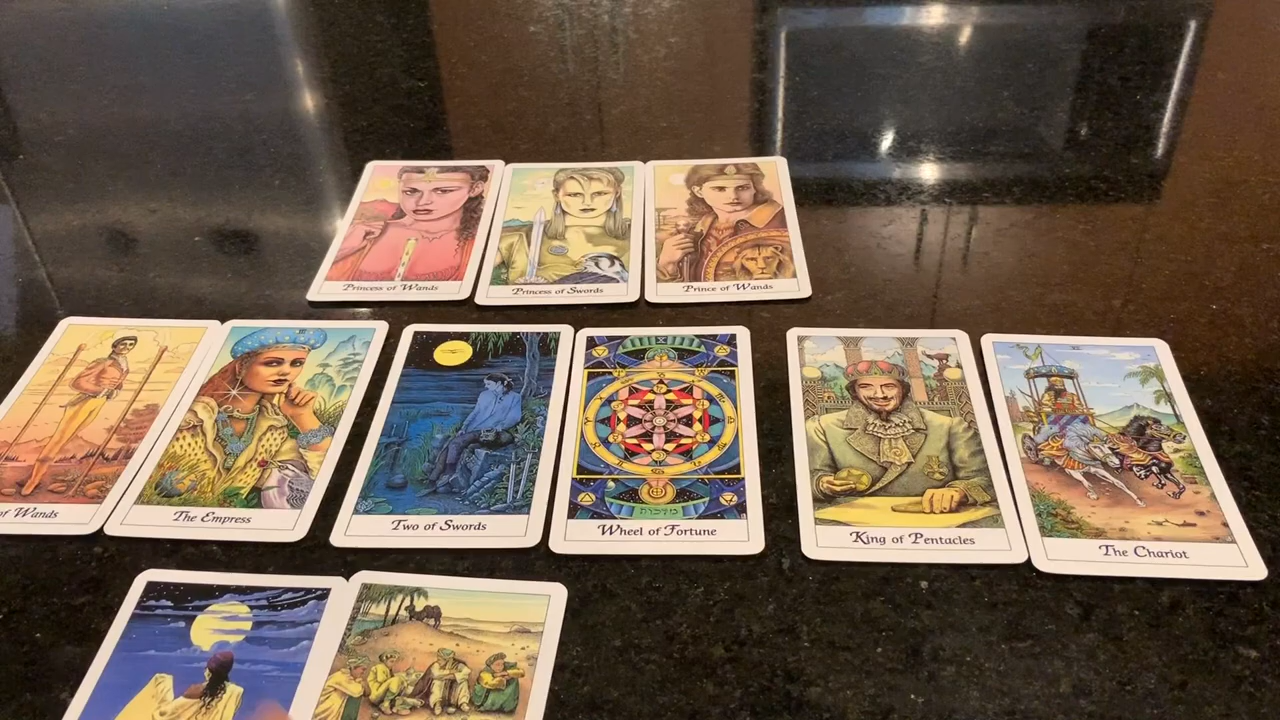 Princess of Wands
Princess of Swords
Prince of Wands
of Wands
The Empress
Two of Swords
Wheel of Fortune
King of Pentacles
The Chariot
III
X